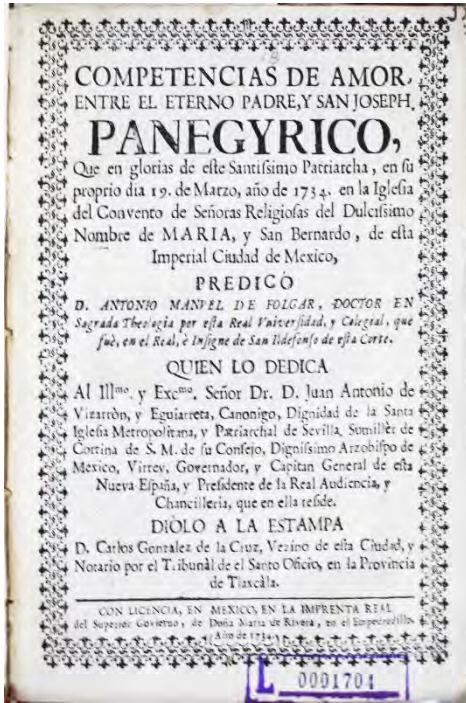 COMPETENCIAS DE AMOR,
ENTRE EL ETERNO PADRE, Y SAN JOSEPH.
PANEGYRICO,
Que en glorias de eſte Santiſsimo Patriarcha, en ſu
proprio dia 19. de Marzo, año de 1734. en la Igleſia
del Convento de Señoras Religioſas del Dulciſsimo
Nombre de MARIA, y San Bernardo, de eſta
Imperial Ciudad de Mexico,
PREDICÒ
D. ANTONIO MANVEL DE FOLGAR, DOCTOR EN
Sagrada Theologia por eſta Real Vniverſidad, y Colegial, que
fuè, en el Real, è Inſigne de San Ildefonſo de eſta Corte.
QUIEN LO DEDICA
Al Illmo. y Excmo. Señor Dr. D. Juan Antonio de
Vizarròn, y Eguiarreta, Canonigo, Dignidad de la Santa
Igleſia Metropolitana, y Patriarchal de Sevilla, Sumillèr de
Cortina de S. M. de ſu Conſejo, Digniſsimo Arzobiſpo de
Mexico, Virrey, Governador, y Capitan General de eſta
Nueva-Eſpaña, y Preſidente de ſu Real Audiencia, y
Chancilleria, que en ella reſide.
DIÒLO A LA ESTAMPA
D. Carlos Gonzalez de la Cruz, Vezino de eſta Ciudad, y
Notario por el Tribunàl de el Santo Oficio, en la Provincia
de Tlaxcàla.
CON LICENCIA, EN MEXICO, EN LA IMPRENTA REAL
del Superior Govierno, de Doña Maria de Rivera, en el Empedradillo.
Año de 1734.
L 0001704